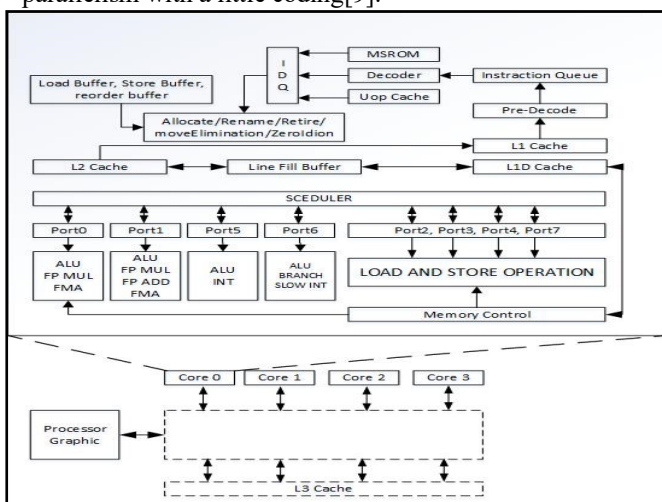 parallelism with a little coding[9].
MSROM
I
D
Q
Decoder
Instraction Queue
Load Buffer, Store Buffer,
reorder buffer
Uop Cache
Pre-Decode
Allocate/Rename/Retire/
moveElimination/ZeroIdion
L1 Cache
L2 Cache
Line Fill Buffer
L1D Cache
SCEDULER
Port0
Port1
Port5
Port6
Port2, Port3, Port4, Port7
ALU
FP MUL
FMA
ALU
FP MUL
FP ADD
FMA
ALU
INT
ALU
BRANCH
SLOW INT
LOAD AND STORE OPERATION
Memory Control
Core 0
Core 1
Core 2
Core 3
Processor
Graphic
L3 Cache